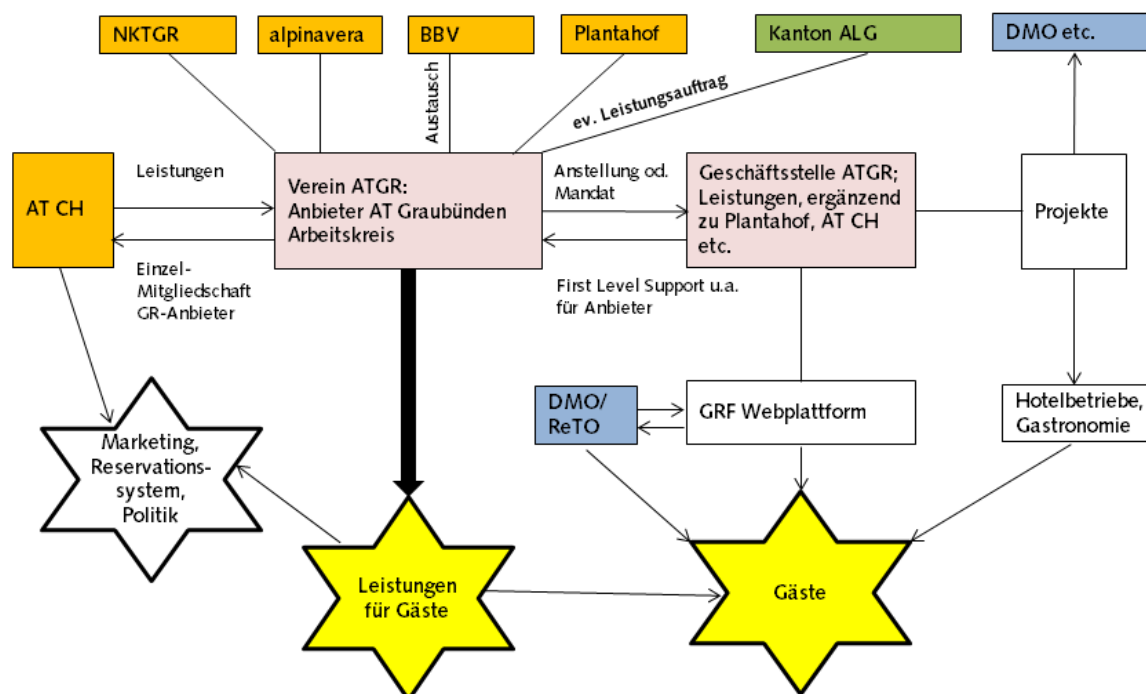 NKTGR
alpinavera
BBV
Plantahof
Kanton ALG
DMO etc.
Austausch
ev. Leistungsauftrag
AT CH
Leistungen
Verein ATGR:
Anbieter AT Graubünden
Arbeitskreis
Anstellung od.
Mandat
Geschäftsstelle ATGR;
Leistungen, ergänzend
zu Plantahof, AT CH
etc.
Projekte
Einzel-
Mitgliedschaft
GR-Anbieter
First Level Support u.a.
für Anbieter
DMO/
ReTO
GRF Webplattform
Hotelbetriebe,
Gastronomie
Marketing,
Reservations-
system,
Politik
Leistungen
für Gäste
Gäste